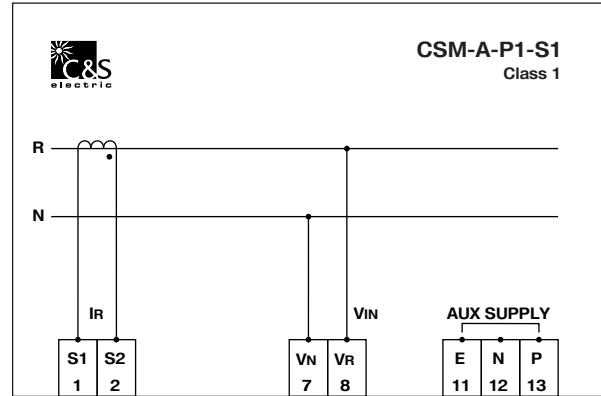 C&S
electric
CSM-A-P1-S1
Class 1
R
N
IR
VIN
AUX SUPPLY
S1 S2 VN VR E N P
1 2 7 8 11 12 13